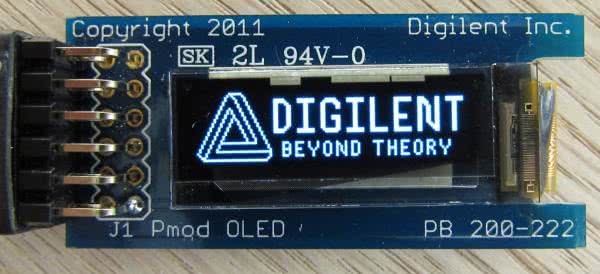 Copyright 2011 Digilent Inc.
SK 2L 94V-0
DIGILENT
BEYOND THEORY
J1 Pmod OLED PB 200-222